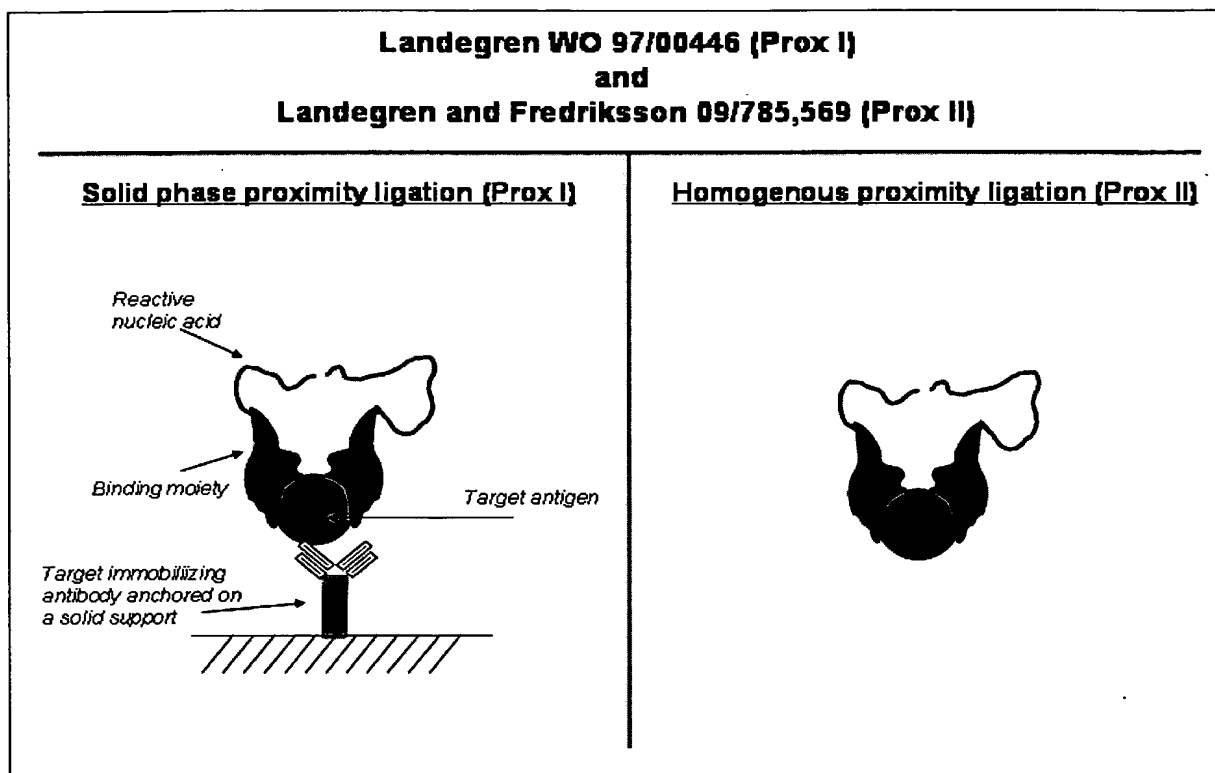 Landegren WO 97/00446 (Prox I)
and
Landegren and Fredriksson 09/785,569 (Prox II)
Solid phase proximity ligation (Prox I)
Homogenous proximity ligation (Prox II)
Reactive
nucleic acid
Binding moiety
Target antigen
Target immobilizing
antibody anchored on
a solid support